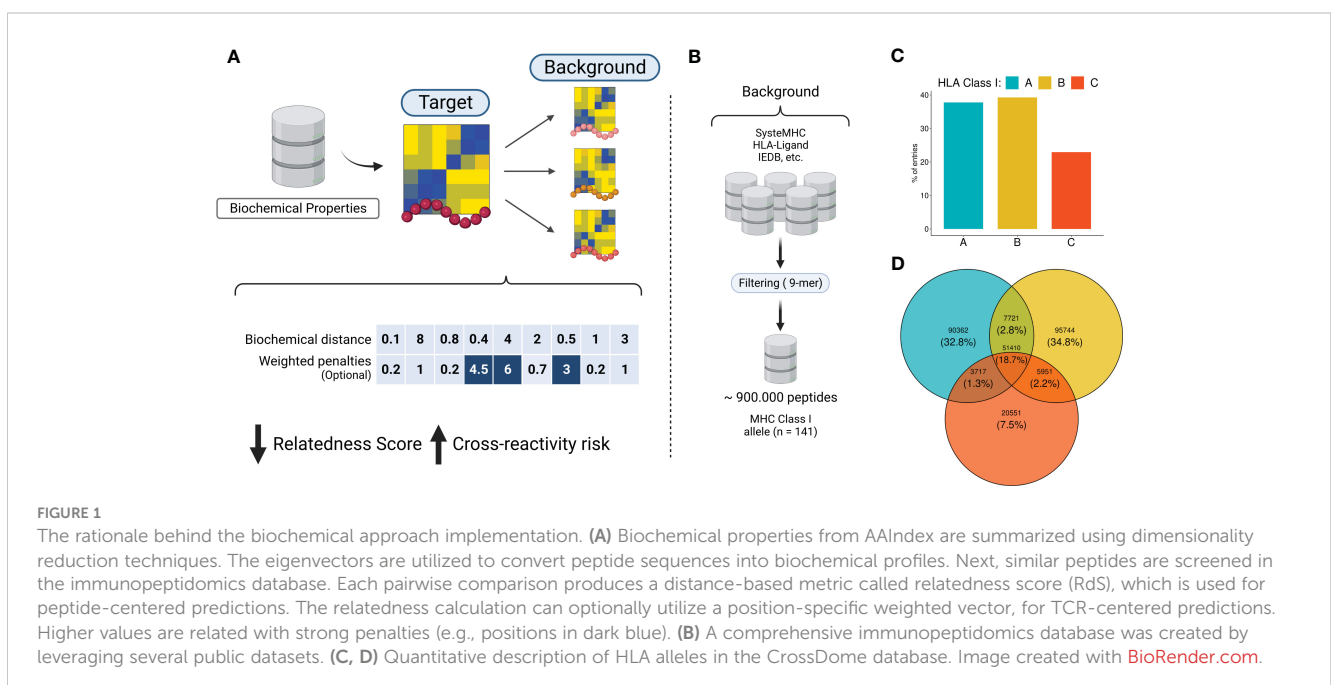 A
Biochemical Properties
Target
Background
Biochemical distance 0.1 8 0.8 0.4 4 2 0.5 1 3
Weighted penalties 0.2 1 0.2 4.5 6 0.7 3 0.2 1
(Optional)
Relatedness Score Cross-reactivity risk
B
Background
SysteMHC
HLA-Ligand
IEDB, etc.
Filtering ( 9-mer)
~ 900.000 peptides
MHC Class I
allele (n = 141)
C
HLA Class I: A B C
% of entries
40
30
20
10
0
A B C
D
90362
(32.8%)
7721
(2.8%)
95744
(34.8%)
51410
(18.7%)
3717
(1.3%)
5951
(2.2%)
20551
(7.5%)
FIGURE 1
The rationale behind the biochemical approach implementation. (A) Biochemical properties from AAIndex are summarized using dimensionality
reduction techniques. The eigenvectors are utilized to convert peptide sequences into biochemical profiles. Next, similar peptides are screened in
the immunopeptidomics database. Each pairwise comparison produces a distance-based metric called relatedness score (RdS), which is used for
peptide-centered predictions. The relatedness calculation can optionally utilize a position-specific weighted vector, for TCR-centered predictions.
Higher values are related with strong penalties (e.g., positions in dark blue). (B) A comprehensive immunopeptidomics database was created by
leveraging several public datasets. (C, D) Quantitative description of HLA alleles in the CrossDome database. Image created with BioRender.com.